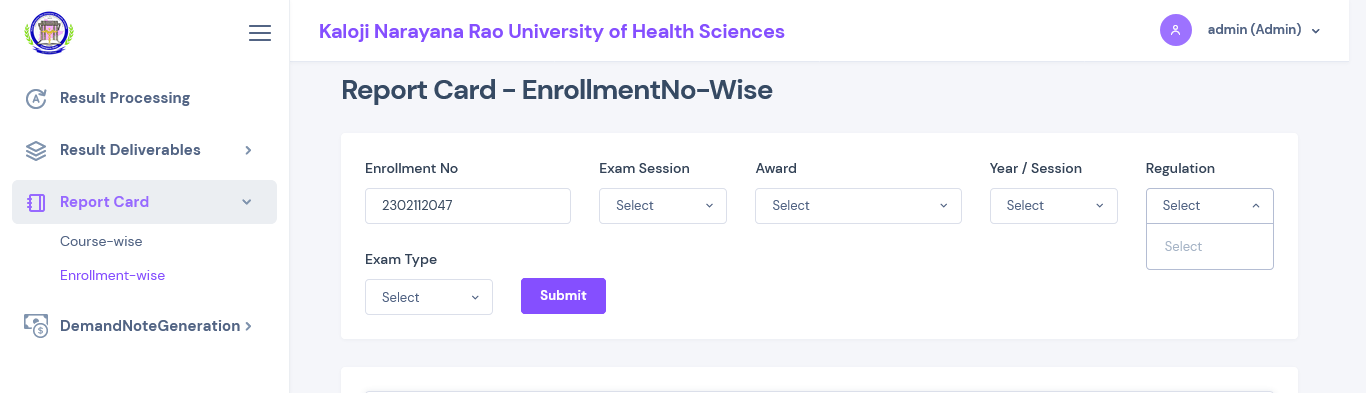 Kaloji Narayana Rao University of Health Sciences
admin (Admin)
Result Processing
Result Deliverables
Report Card
Course-wise
Enrollment-wise
DemandNoteGeneration
Report Card - EnrollmentNo-Wise
Enrollment No
Exam Session
Award
Year / Session
Regulation
2302112047
Select
Select
Select
Select
Select
Exam Type
Select
Submit